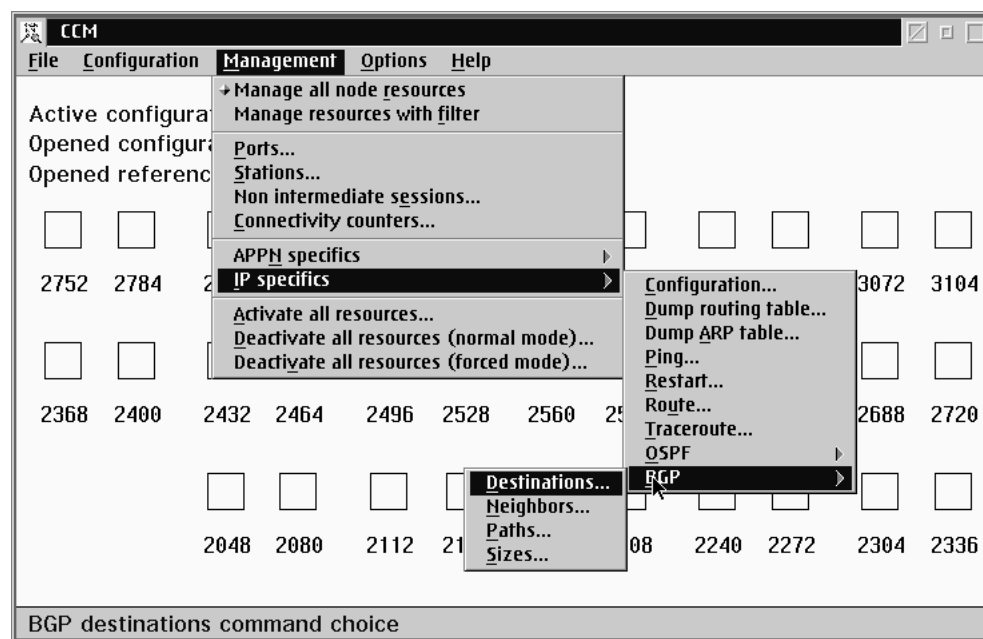 CCM
File Configuration Management Options Help
Manage all node resources
Manage resources with filter
Active
Opened
Opened
Ports...
Stations...
Non intermediate sessions...
Connectivity counters...
APPN specifics
IP specifics
Activate all resources...
Deactivate all resources (normal mode)...
Deactivate all resources (forced mode)...
Configuration...
Dump routing table...
Dump ARP table...
Ping...
Restart...
Route...
Traceroute...
OSPF
BGP
Destinations...
Neighbors...
Paths...
Sizes...
2752 2784 3072 3104
2368 2400 2432 2464 2496 2528 2560 2688 2720
2048 2080 2112 2240 2272 2304 2336
BGP destinations command choice